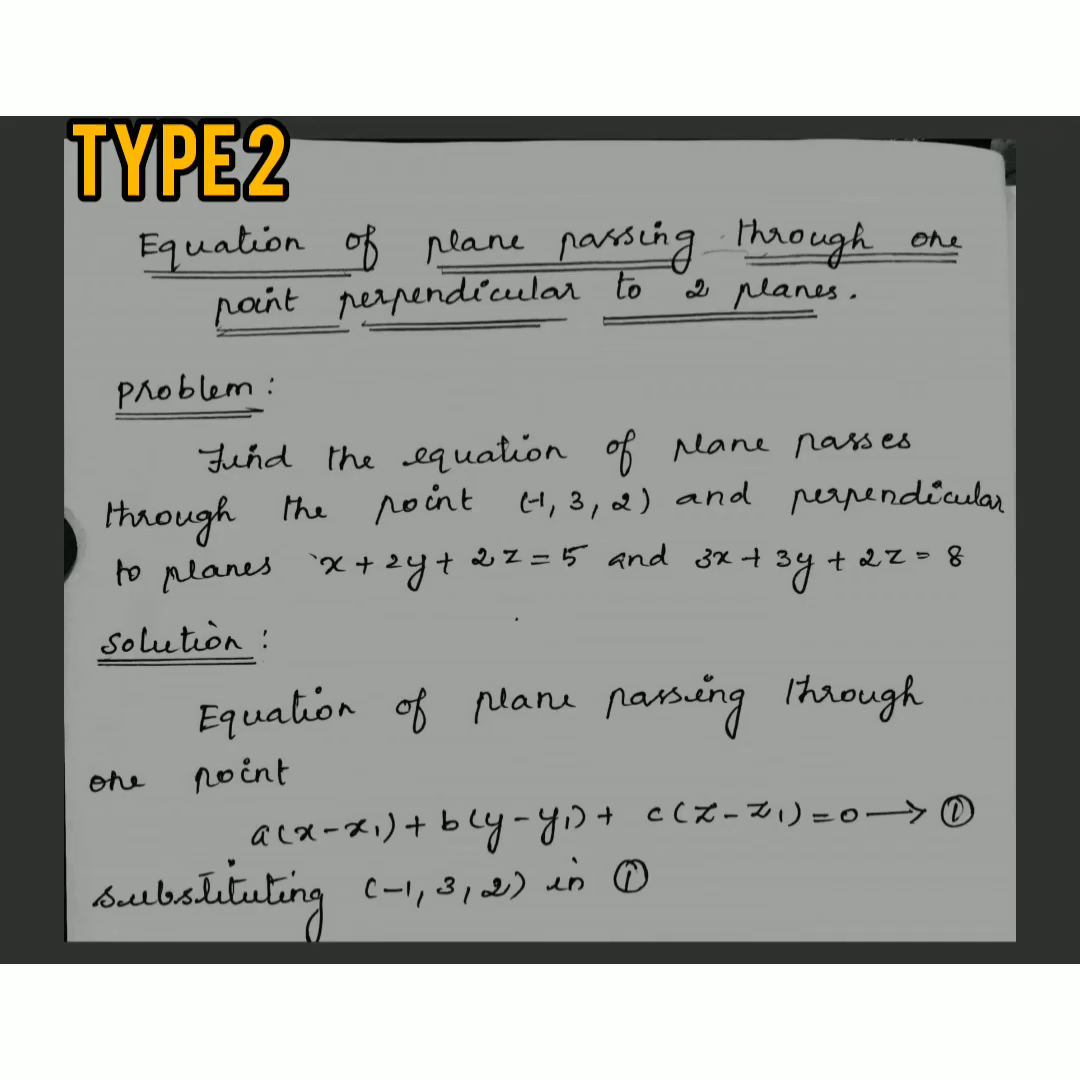 TYPE2
Equation of plane passing through one
point perpendicular to 2 planes.
problem:
Find the equation of plane passes
through the point (-1, 3, 2) and perpendicular
to planes x + 2y + 2z = 5 and 3x + 3y + 2z = 8
solution:
Equation of plane passing through
one point
a(x-x₁) + b(y-y₁) + c(z-z₁) = 0 → ①
substituting (-1, 3, 2) in ①